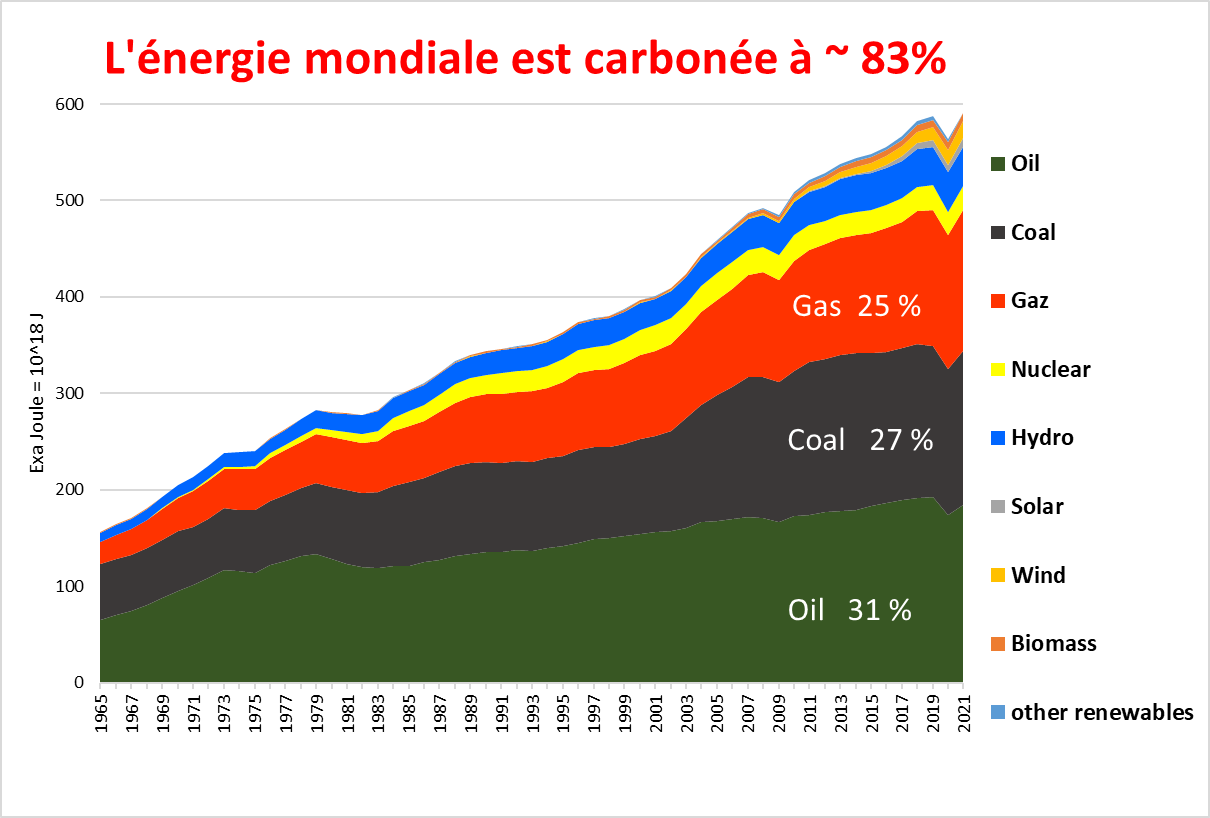 L'énergie mondiale est carbonée à ~ 83%
600
500
400
300
200
100
0
Exa Joule = 10^18 J
Gas 25 %
Coal 27 %
Oil 31 %
1965
1967
1969
1971
1973
1975
1977
1979
1981
1983
1985
1987
1989
1991
1993
1995
1997
1999
2001
2003
2005
2007
2009
2011
2013
2015
2017
2019
2021
Oil
Coal
Gaz
Nuclear
Hydro
Solar
Wind
Biomass
other renewables